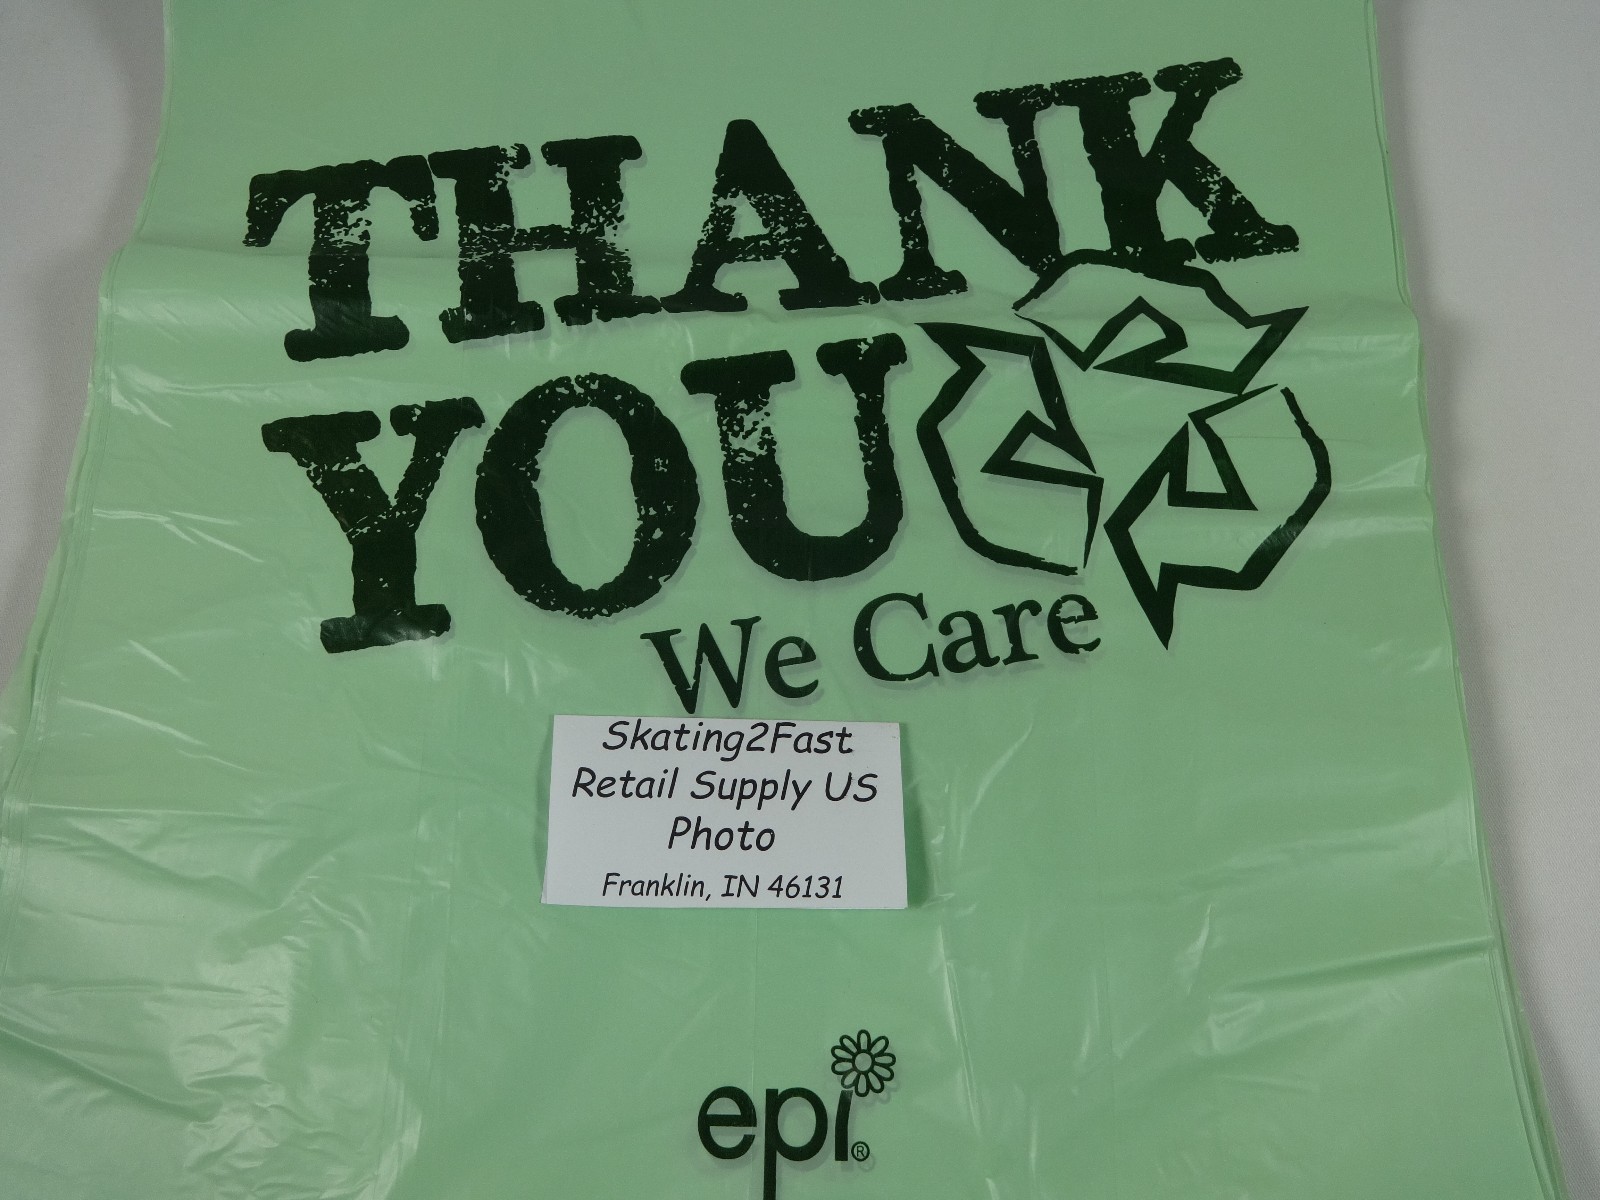 THANK
YOU
We Care
Skating2Fast
Retail Supply US
Photo
Franklin, IN 46131
epi®